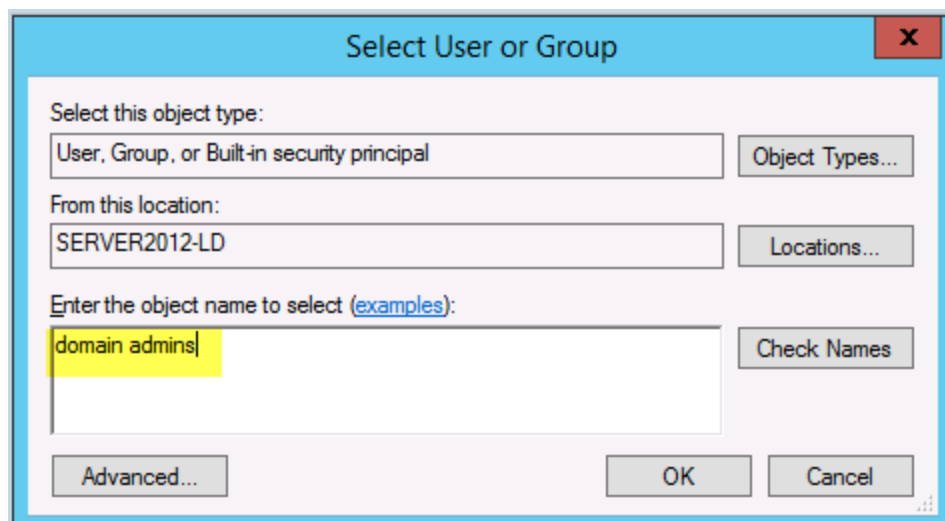 Select User or Group
x
Select this object type:
User, Group, or Built-in security principal
Object Types...
From this location:
SERVER2012-LD
Locations...
Enter the object name to select (examples):
domain admins
Check Names
Advanced...
OK
Cancel